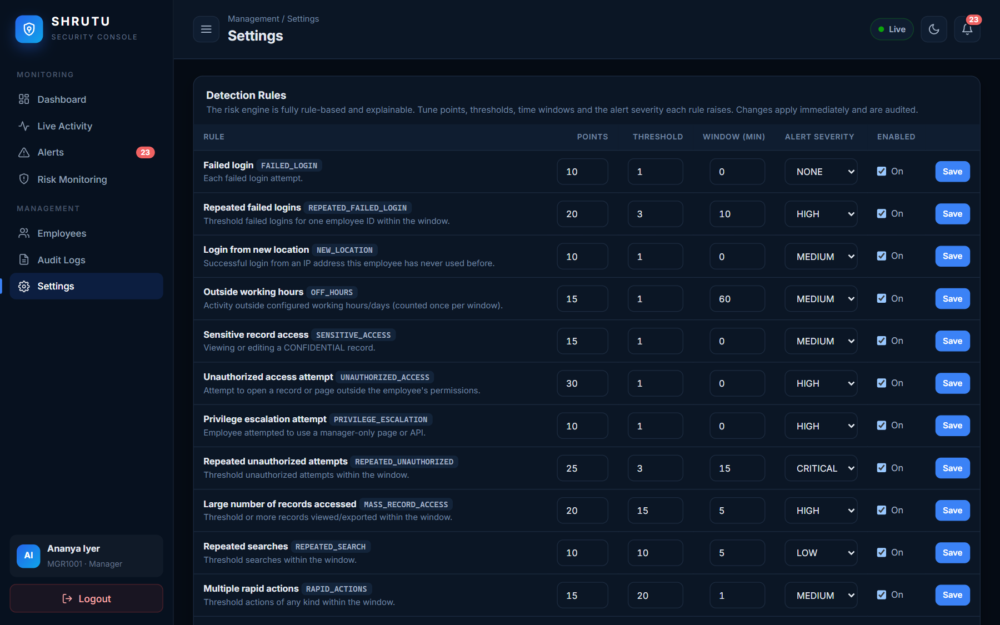 SHRUTU
SECURITY CONSOLE
MONITORING
Dashboard
Live Activity
Alerts 23
Risk Monitoring
MANAGEMENT
Employees
Audit Logs
Settings
AI
Ananya Iyer
MGR1001 · Manager
Logout
Management / Settings
Settings
Live
23
Detection Rules
The risk engine is fully rule-based and explainable. Tune points, thresholds, time windows and the alert severity each rule raises. Changes apply immediately and are audited.
RULE POINTS THRESHOLD WINDOW (MIN) ALERT SEVERITY ENABLED
Failed login FAILED_LOGIN 10 1 0 NONE On Save
Each failed login attempt.
Repeated failed logins REPEATED_FAILED_LOGIN 20 3 10 HIGH On Save
Threshold failed logins for one employee ID within the window.
Login from new location NEW_LOCATION 10 1 0 MEDIUM On Save
Successful login from an IP address this employee has never used before.
Outside working hours OFF_HOURS 15 1 60 MEDIUM On Save
Activity outside configured working hours/days (counted once per window).
Sensitive record access SENSITIVE_ACCESS 15 1 0 MEDIUM On Save
Viewing or editing a CONFIDENTIAL record.
Unauthorized access attempt UNAUTHORIZED_ACCESS 30 1 0 HIGH On Save
Attempt to open a record or page outside the employee's permissions.
Privilege escalation attempt PRIVILEGE_ESCALATION 10 1 0 HIGH On Save
Employee attempted to use a manager-only page or API.
Repeated unauthorized attempts REPEATED_UNAUTHORIZED 25 3 15 CRITICAL On Save
Threshold unauthorized attempts within the window.
Large number of records accessed MASS_RECORD_ACCESS 20 15 5 HIGH On Save
Threshold or more records viewed/exported within the window.
Repeated searches REPEATED_SEARCH 10 10 5 LOW On Save
Threshold searches within the window.
Multiple rapid actions RAPID_ACTIONS 15 20 1 MEDIUM On Save
Threshold actions of any kind within the window.